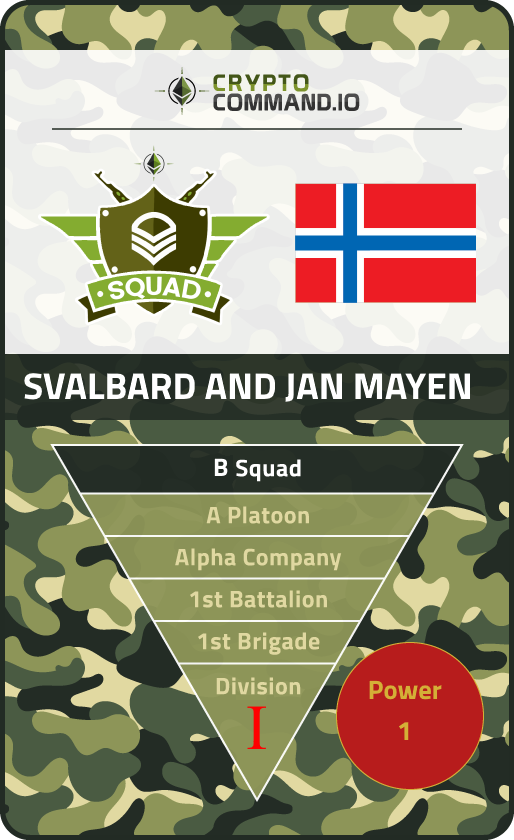 CRYPTO
COMMAND.IO
SQUAD
SVALBARD AND JAN MAYEN
B Squad
A Platoon
Alpha Company
1st Battalion
1st Brigade
Division
I
Power
1